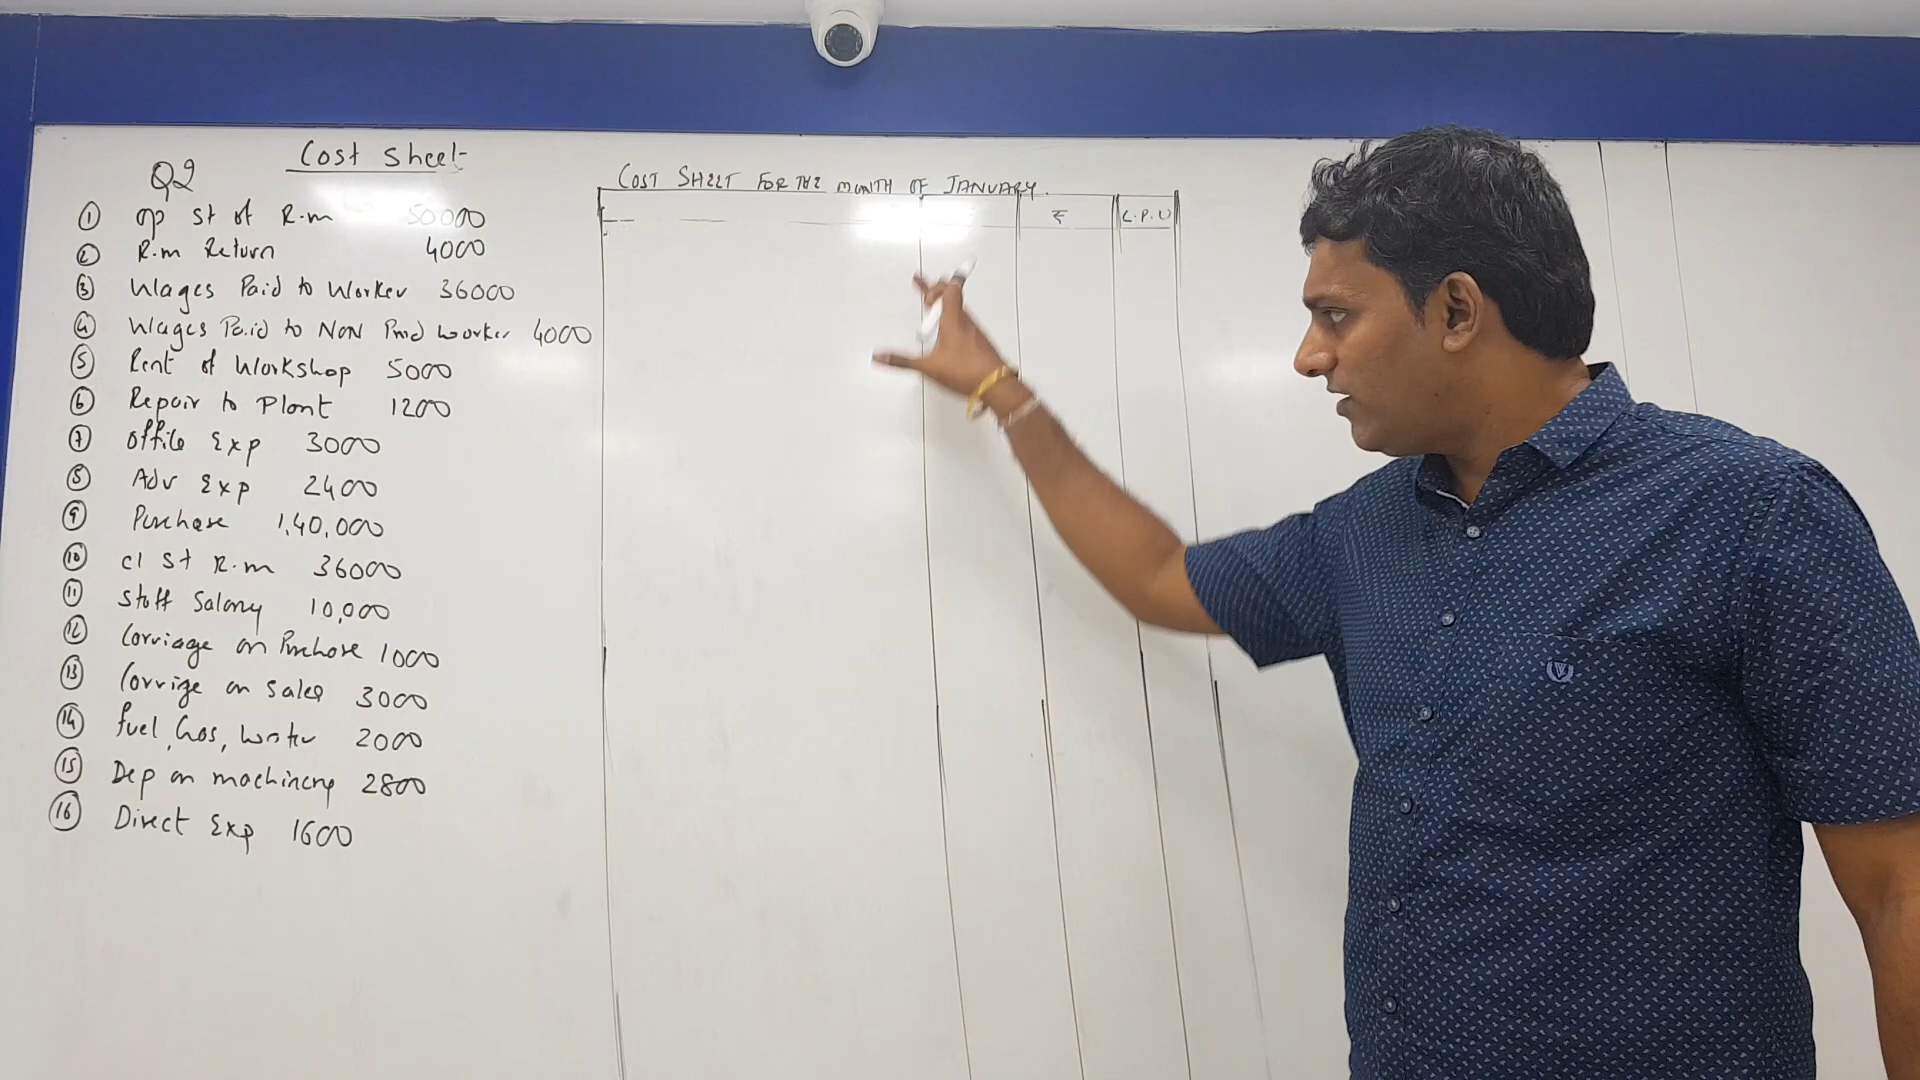 Cost Sheet
Q2
① op st of R.m 50000
② R.m Return 4000
③ Wages Paid to Worker 36000
④ Wages Paid to NON Prod worker 4000
⑤ Rent of Workshop 5000
⑥ Repair to Plant 1200
⑦ office Exp 3000
⑧ Adv Exp 2400
⑨ Purchase 1,40,000
⑩ cl st R.m 36000
⑪ Staff Salary 10,000
⑫ Carriage on Purchase 1000
⑬ Carrige on sales 3000
⑭ fuel, Gas, water 2000
⑮ Dep on machinery 2800
⑯ Direct Exp 1600
COST SHEET FOR THE MONTH OF JANUARY.
₹ C.P.U